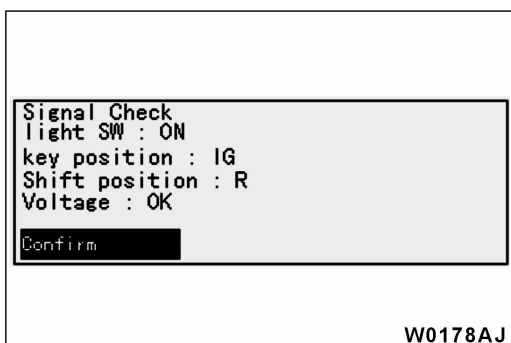 Signal Check
light SW : ON
key position : IG
Shift position : R
Voltage : OK
Confirm
W0178AJ